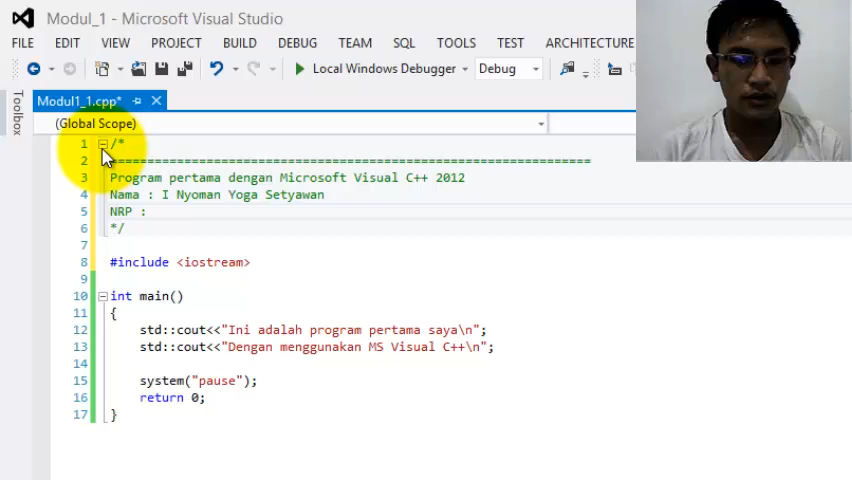 Modul_1 - Microsoft Visual Studio
FILE EDIT VIEW PROJECT BUILD DEBUG TEAM SQL TOOLS TEST ARCHITECTURE
Local Windows Debugger Debug
Toolbox
Modul1_1.cpp*
(Global Scope)
1 /*
2 =================================================================
3 Program pertama dengan Microsoft Visual C++ 2012
4 Nama : I Nyoman Yoga Setyawan
5 NRP :
6 */
7
8 #include <iostream>
9
10 int main()
11 {
12 std::cout<<"Ini adalah program pertama saya\n";
13 std::cout<<"Dengan menggunakan MS Visual C++\n";
14
15 system("pause");
16 return 0;
17 }